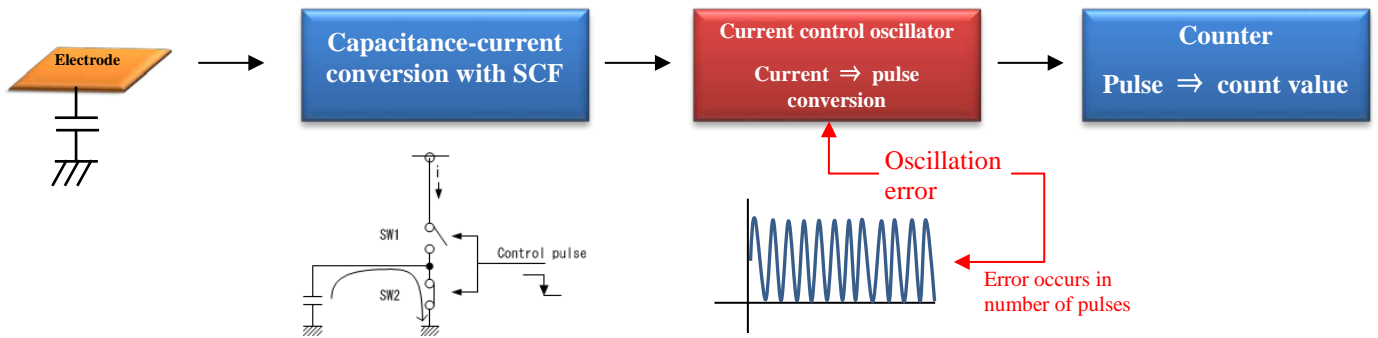 Electrode
Capacitance-current
conversion with SCF
Current control oscillator
Current ⇒ pulse
conversion
Counter
Pulse ⇒ count value
i
SW1
SW2
Control pulse
Oscillation
error
Error occurs in
number of pulses